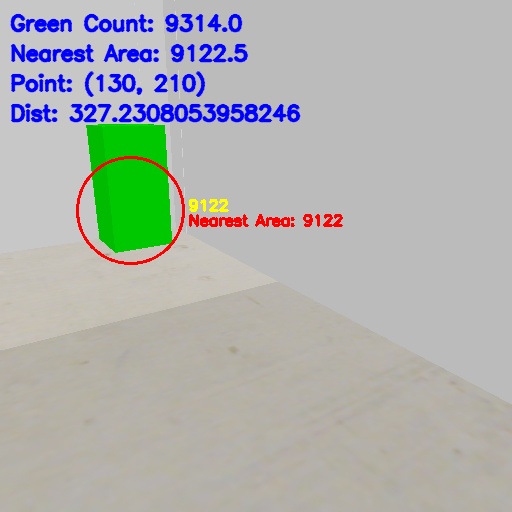 Green Count: 9314.0
Nearest Area: 9122.5
Point: (130, 210)
Dist: 327.2308053958246
9122
Nearest Area: 9122